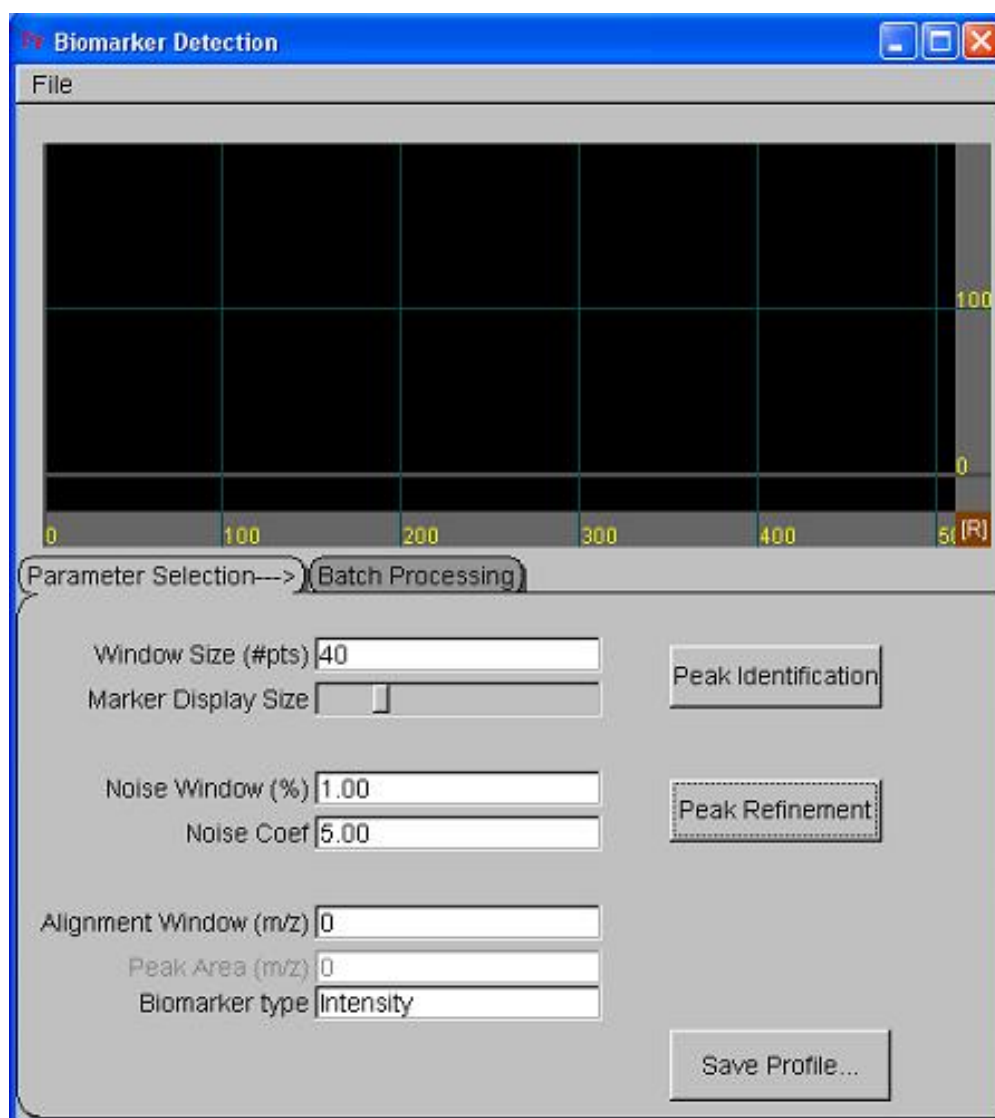 Biomarker Detection
File
100
0
0 100 200 300 400 [R]
Parameter Selection---> Batch Processing
Window Size (#pts) 40
Peak Identification
Marker Display Size
Noise Window (%) 1.00
Peak Refinement
Noise Coef 5.00
Alignment Window (m/z) 0
Peak Area (m/z) 0
Biomarker type Intensity
Save Profile...